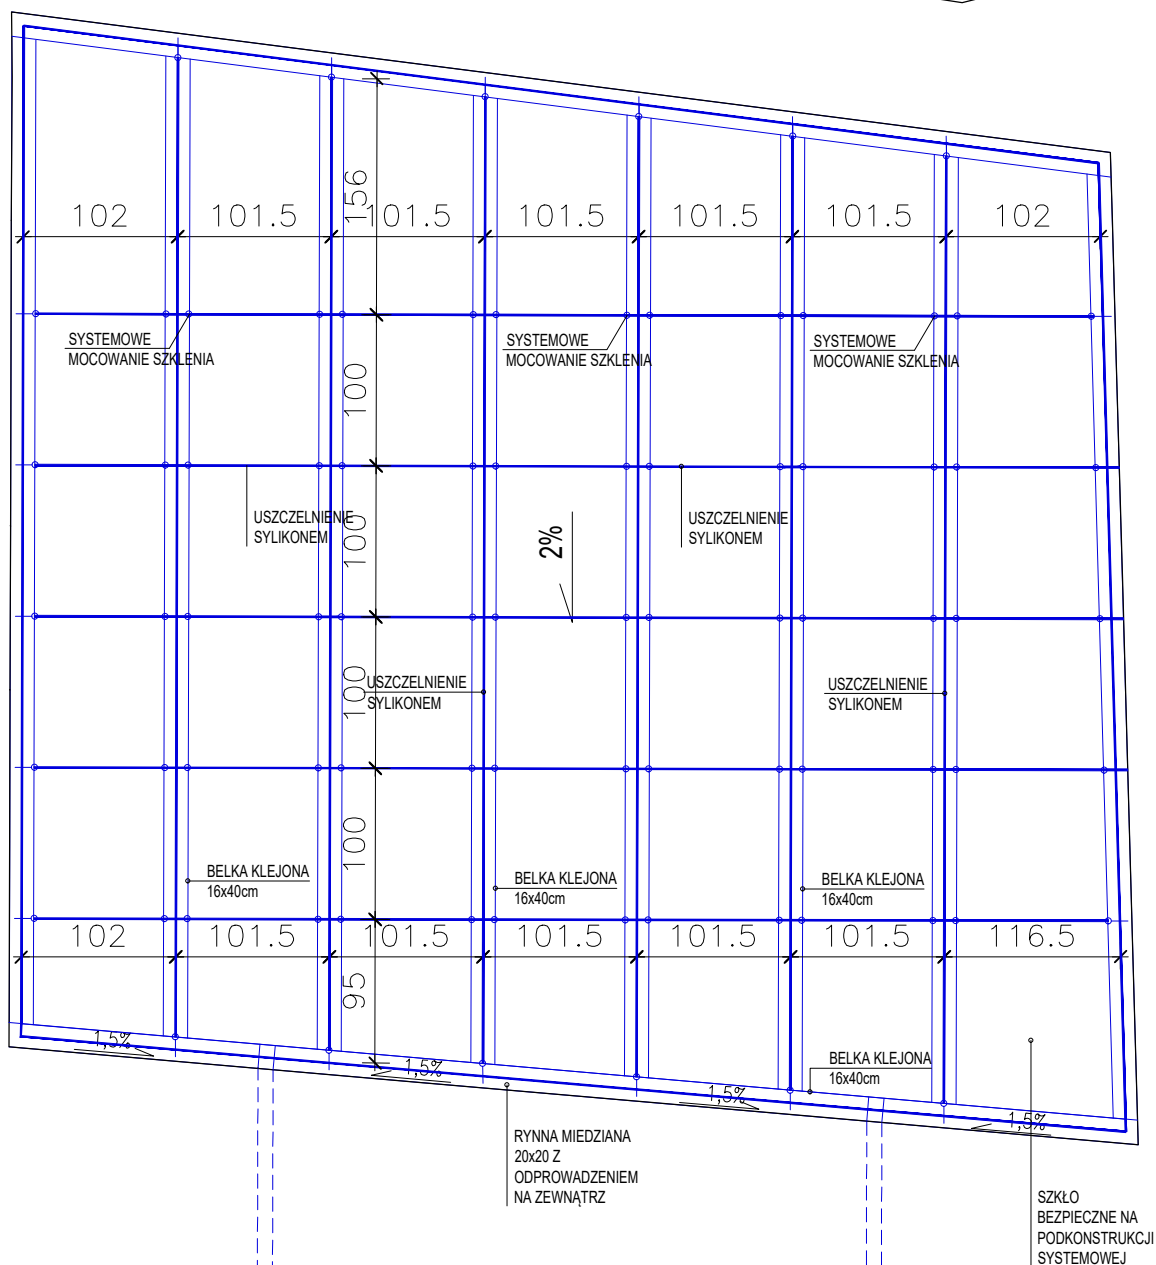 156
102
101.5
101.5
101.5
101.5
101.5
102
SYSTEMOWE
MOCOWANIE SZKLENIA
SYSTEMOWE
MOCOWANIE SZKLENIA
SYSTEMOWE
MOCOWANIE SZKLENIA
100
USZCZELNIENIE
SYLIKONEM
100
2%
USZCZELNIENIE
SYLIKONEM
100
USZCZELNIENIE
SYLIKONEM
USZCZELNIENIE
SYLIKONEM
100
BELKA KLEJONA
16x40cm
BELKA KLEJONA
16x40cm
BELKA KLEJONA
16x40cm
102
101.5
101.5
101.5
101.5
101.5
116.5
95
1,5%
1,5%
BELKA KLEJONA
16x40cm
1,5%
1,5%
RYNNA MIEDZIANA
20x20 Z
ODPROWADZENIEM
NA ZEWNĄTRZ
SZKŁO
BEZPIECZNE NA
PODKONSTRUKCJI
SYSTEMOWEJ